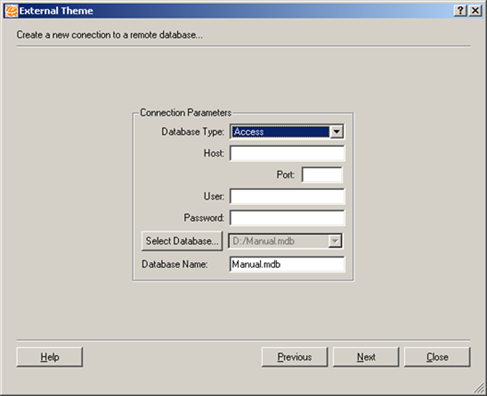 External Theme
Create a new conection to a remote database...
Connection Parameters
Database Type: Access
Host:
Port:
User:
Password:
Select Database... D:/Manual.mdb
Database Name: Manual.mdb
Help Previous Next Close